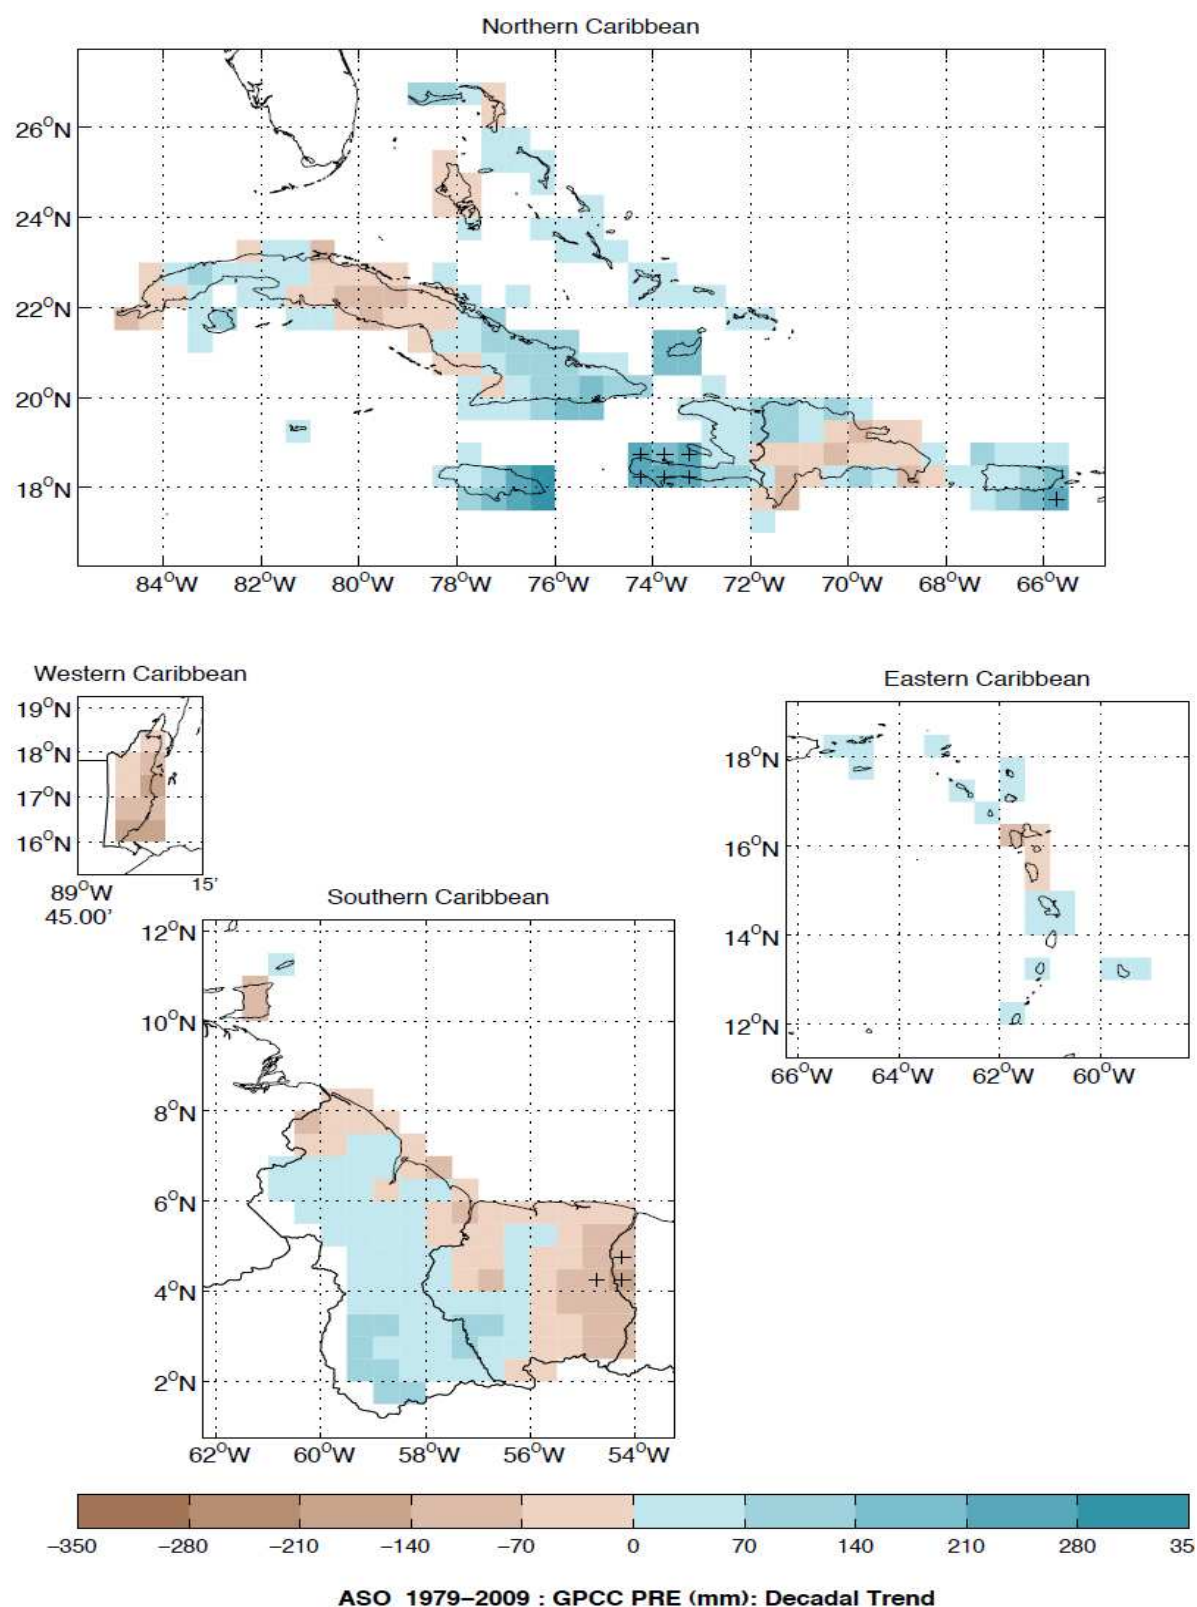 Northern Caribbean
26°N
24°N
22°N
20°N
18°N
84°W 82°W 80°W 78°W 76°W 74°W 72°W 70°W 68°W 66°W
Western Caribbean
19°N
18°N
17°N
16°N
89°W 15'
45.00'
Eastern Caribbean
18°N
16°N
14°N
12°N
66°W 64°W 62°W 60°W
Southern Caribbean
12°N
10°N
8°N
6°N
4°N
2°N
62°W 60°W 58°W 56°W 54°W
−350 −280 −210 −140 −70 0 70 140 210 280 35
ASO 1979−2009 : GPCC PRE (mm): Decadal Trend